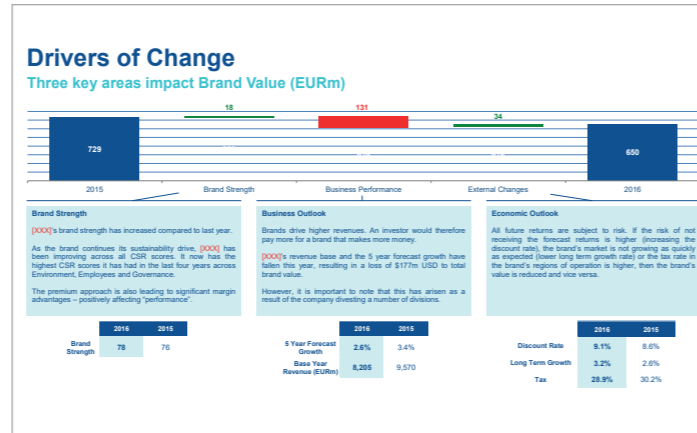 Drivers of Change
Three key areas impact Brand Value (EURm)
18
131
34
729
650
2015
Brand Strength
Business Performance
External Changes
2016
Brand Strength
[XXX]'s brand strength has increased compared to last year.
As the brand continues its sustainability drive, [XXX] has
been improving across all CSR scores. It now has the
highest CSR scores it has had in the last four years across
Environment, Employees and Governance.
The premium approach is also leading to significant margin
advantages – positively affecting “performance”.
Business Outlook
Brands drive higher revenues. An investor would therefore
pay more for a brand that makes more money.
[XXX]'s revenue base and the 5 year forecast growth have
fallen this year, resulting in a loss of $177m USD to total
brand value.
However, it is important to note that this has arisen as a
result of the company divesting a number of divisions.
Economic Outlook
All future returns are subject to risk. If the risk of not
receiving the forecast returns is higher (increasing the
discount rate), the brand's market is not growing as quickly
as expected (lower long term growth rate) or the tax rate in
the brand's regions of operation is higher, then the brand's
value is reduced and vice versa.
2016 2015
Brand
Strength 78 76
2016 2015
5 Year Forecast
Growth 2.6% 3.4%
Base Year
Revenue (EURm) 8,205 9,570
2016 2015
Discount Rate 9.1% 8.6%
Long Term Growth 3.2% 2.6%
Tax 28.9% 30.2%